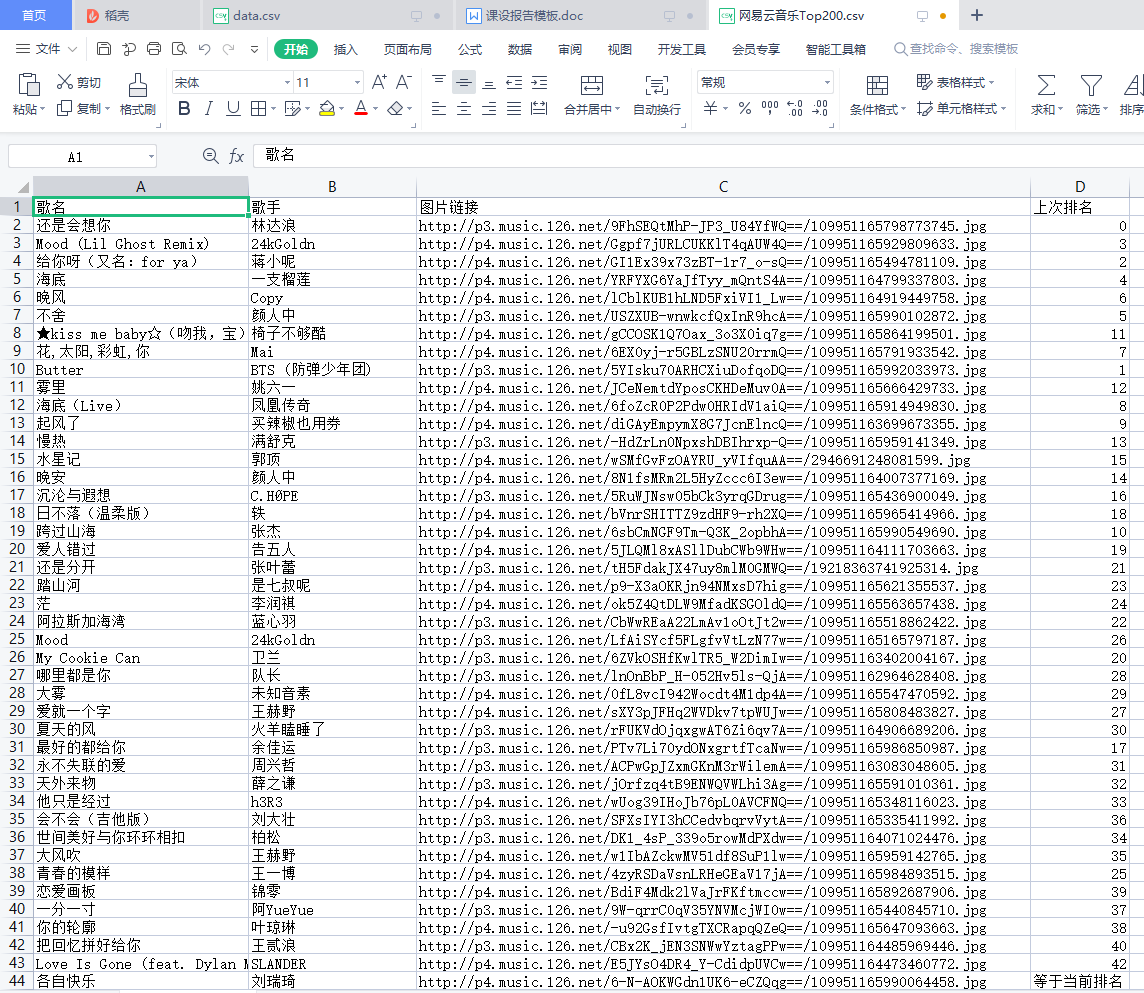 首页 稻壳 data.csv 课设报告模板.doc 网易云音乐Top200.csv
文件 开始 插入 页面布局 公式 数据 审阅 视图 开发工具 会员专享 智能工具箱 查找命令、搜索模板
剪切 宋体 11 常规 表格样式
粘贴 复制 格式刷 合并居中 自动换行 条件格式 单元格样式 求和 筛选 排序
A1 fx 歌名
A B C D
1 歌名 歌手 图片链接 上次排名
2 还是会想你 林达浪 http://p3.music.126.net/9FhSEQtMhP-JP3_U84YfWQ==/109951165798773745.jpg 0
3 Mood (Lil Ghost Remix) 24kGoldn http://p4.music.126.net/Ggpf7jURLCUKKlT4qAUW4Q==/109951165929809633.jpg 3
4 给你呀（又名：for ya） 蒋小呢 http://p3.music.126.net/GI1Ex39x73zBT-1r7_o-sQ==/109951165494781109.jpg 2
5 海底 一支榴莲 http://p4.music.126.net/YRFYXG6YaJfTyy_mQntS4A==/109951164799337803.jpg 4
6 晚风 Copy http://p4.music.126.net/lCblKUB1hLND5FxiVI1_Lw==/109951164919449758.jpg 6
7 不舍 颜人中 http://p4.music.126.net/USZXUB-wnwkcfQxInR9hcA==/109951165990102872.jpg 5
8 ★kiss me baby☆（吻我，宝） 椅子不够酷 http://p4.music.126.net/gCCOSK1Q7Oax_3o3XOiq7g==/109951165864199501.jpg 11
9 花,太阳,彩虹,你 Mai http://p4.music.126.net/6EX0yj-r5GBLzSNU2OrrmQ==/109951165791933542.jpg 7
10 Butter BTS (防弹少年团) http://p4.music.126.net/5YIsku70ARHCXiuDofqoDQ==/109951165992033973.jpg 1
11 雾里 姚六一 http://p4.music.126.net/JCeNemtdYposCKHDeMuvOA==/109951165666429733.jpg 12
12 海底（Live） 凤凰传奇 http://p4.music.126.net/6foZcROP2PdwOHRIdV1aiQ==/109951165914949830.jpg 8
13 起风了 买辣椒也用券 http://p4.music.126.net/diGAyEmpymX8G7JcnElncQ==/109951163699673355.jpg 9
14 慢热 满舒克 http://p4.music.126.net/-HdZrLn0NpxshDBIhrxp-Q==/109951165959141349.jpg 13
15 水星记 郭顶 http://p4.music.126.net/wSMfGvFzOAYRU_yVIfquAA==/2946691248081599.jpg 15
16 晚安 颜人中 http://p4.music.126.net/8N1fsMRm2L5HyZccc6I3ew==/109951164007377169.jpg 14
17 沉沦与遐想 C.HØPE http://p4.music.126.net/5RuWJNsw05bCk3yrqGDrug==/109951165436900049.jpg 16
18 日不落（温柔版） 轶 http://p4.music.126.net/bVnrSHITTZ9zdHF9-rh2XQ==/109951165965414966.jpg 18
19 跨过山海 张杰 http://p4.music.126.net/6sbCmNGF9Tm-Q3K_2opbhA==/109951165990549690.jpg 10
20 爱人错过 告五人 http://p4.music.126.net/5JLQMl8xASllDubCWb9WHw==/109951164111703663.jpg 19
21 还是分开 张叶蕾 http://p4.music.126.net/tH5FdakJX47uy8mlM0GMWQ==/19218363741925314.jpg 21
22 踏山河 是七叔呢 http://p4.music.126.net/p9-X3aOKRjn94NMxsD7hig==/109951165621355537.jpg 23
23 茫 李润祺 http://p4.music.126.net/ok5Z4QtDLW9MfadKSGOldQ==/109951165563657438.jpg 24
24 阿拉斯加海湾 蓝心羽 http://p4.music.126.net/CbWwREaA22LmAv1oOtJt2w==/109951165518862422.jpg 22
25 Mood 24kGoldn http://p4.music.126.net/LfAiSYcf5FLgfvVtLzN77w==/109951165165797187.jpg 26
26 My Cookie Can 卫兰 http://p4.music.126.net/6ZVkOSHfKwlTR5_W2DimIw==/109951163402004167.jpg 20
27 哪里都是你 队长 http://p4.music.126.net/lnOnBbP_H-052Hv5ls-QjA==/109951162964628408.jpg 28
28 大雾 未知音素 http://p4.music.126.net/0fL8vcI942Wocdt4M1dp4A==/109951165547470592.jpg 29
29 爱就一个字 王赫野 http://p4.music.126.net/sXY3pJFHq2WVDkv7tpWUJw==/109951165808483827.jpg 27
30 夏天的风 火羊瞌睡了 http://p4.music.126.net/rFUKVdOjqxgwAT6Zi6qv7A==/109951164906689206.jpg 30
31 最好的都给你 余佳运 http://p4.music.126.net/PTv7Li70ydONxgrtfTcaNw==/109951165986850987.jpg 17
32 永不失联的爱 周兴哲 http://p4.music.126.net/ACPwGpJZxmGKnM3rWilemA==/109951163083048605.jpg 31
33 天外来物 薛之谦 http://p4.music.126.net/jOrfzq4tB9ENWQVWLhi3Ag==/109951165591010361.jpg 32
34 他只是经过 h3R3 http://p4.music.126.net/wUog39IHoJb76pL0AVCFNQ==/109951165348116023.jpg 33
35 会不会（吉他版） 刘大壮 http://p4.music.126.net/SFXsIYI3hCCedvbqrvVytA==/109951165335411992.jpg 36
36 世间美好与你环环相扣 柏松 http://p4.music.126.net/DK1_4sP_339o5rowMdPXdw==/109951164071024476.jpg 34
37 大风吹 王赫野 http://p4.music.126.net/w1IbAZckwMV51df8SuP1lw==/109951165959142765.jpg 35
38 青春的模样 王一博 http://p4.music.126.net/4zyRSDaVsnLRHeGEaV17jA==/109951165984893515.jpg 25
39 恋爱画板 锦零 http://p4.music.126.net/BdiF4Mdk2lVaJrFKftmccw==/109951165892687906.jpg 39
40 一分一寸 阿YueYue http://p3.music.126.net/9W-qrrC0qV35YNVMcjWI0w==/109951165440845710.jpg 37
41 你的轮廓 叶琼琳 http://p3.music.126.net/-u92GsfIvtgTXCRapqQZeQ==/109951165647093663.jpg 38
42 把回忆拼好给你 王贰浪 http://p3.music.126.net/CBx2K_jEN3SNWwYztagPPw==/109951164485969446.jpg 40
43 Love Is Gone (feat. Dylan M SLANDER http://p4.music.126.net/E5JYsO4DR4_Y-CdidpUVCw==/109951164473460772.jpg 42
44 各自快乐 刘瑞琦 http://p4.music.126.net/6-N-AOKWGdn1UK6-eCZQqg==/109951165990064458.jpg 等于当前排名